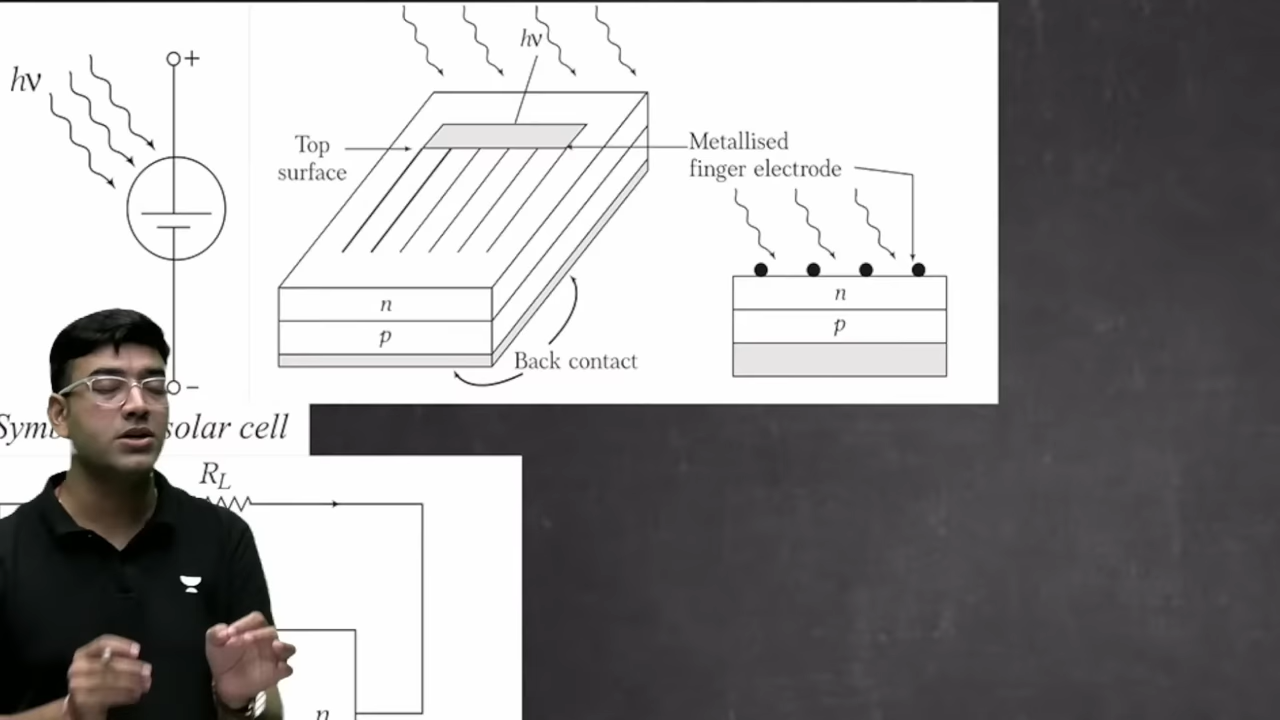 hν
+
−
hν
Top
surface
Metallised
finger electrode
n
p
Back contact
n
p
solar cell
R_L
n